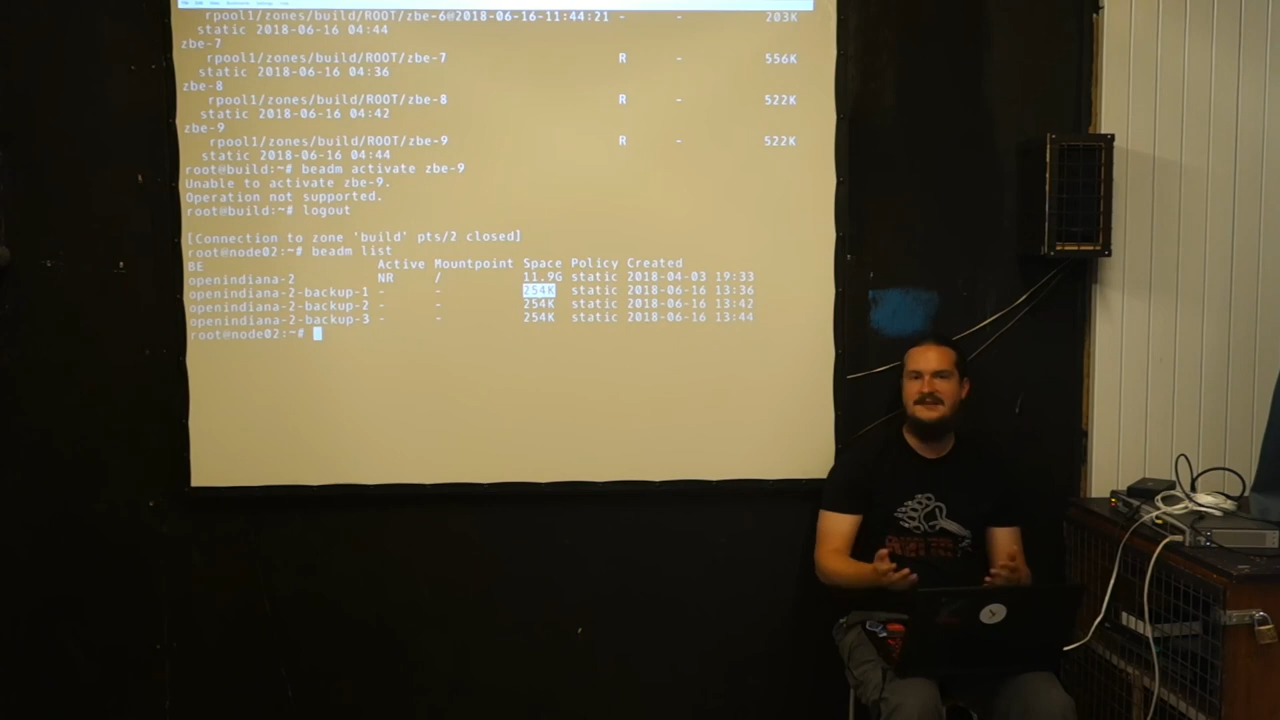 rpool1/zones/build/ROOT/zbe-6@2018-06-16-11:44:21 - - 203K
static 2018-06-16 04:44
zbe-7
rpool1/zones/build/ROOT/zbe-7 R - 556K
static 2018-06-16 04:36
zbe-8
rpool1/zones/build/ROOT/zbe-8 R - 522K
static 2018-06-16 04:42
zbe-9
rpool1/zones/build/ROOT/zbe-9 R - 522K
static 2018-06-16 04:44
root@build:~# beadm activate zbe-9
Unable to activate zbe-9.
Operation not supported.
root@build:~# logout
[Connection to zone 'build' pts/2 closed]
root@node02:~# beadm list
BE Active Mountpoint Space Policy Created
openindiana-2 NR / 11.9G static 2018-04-03 19:33
openindiana-2-backup-1 - - 254K static 2018-06-16 13:36
openindiana-2-backup-2 - - 254K static 2018-06-16 13:42
openindiana-2-backup-3 - - 254K static 2018-06-16 13:44
root@node02:~#